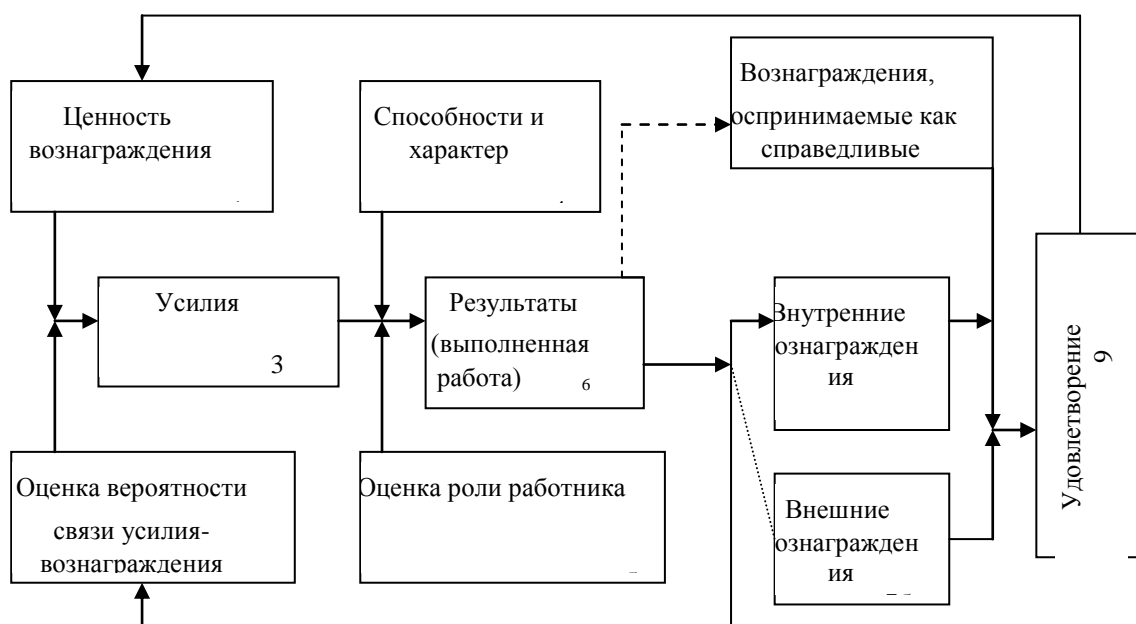 Ценность
вознаграждения
Способности и
характер
Вознаграждения,
оспринимаемые как
справедливые
Усилия
3
Результаты
(выполненная
работа) 6
Внутренние
ознагражден
ия
Удовлетворение
9
Оценка вероятности
связи усилия-
вознаграждения
Оценка роли работника
Внешние
ознагражден
ия